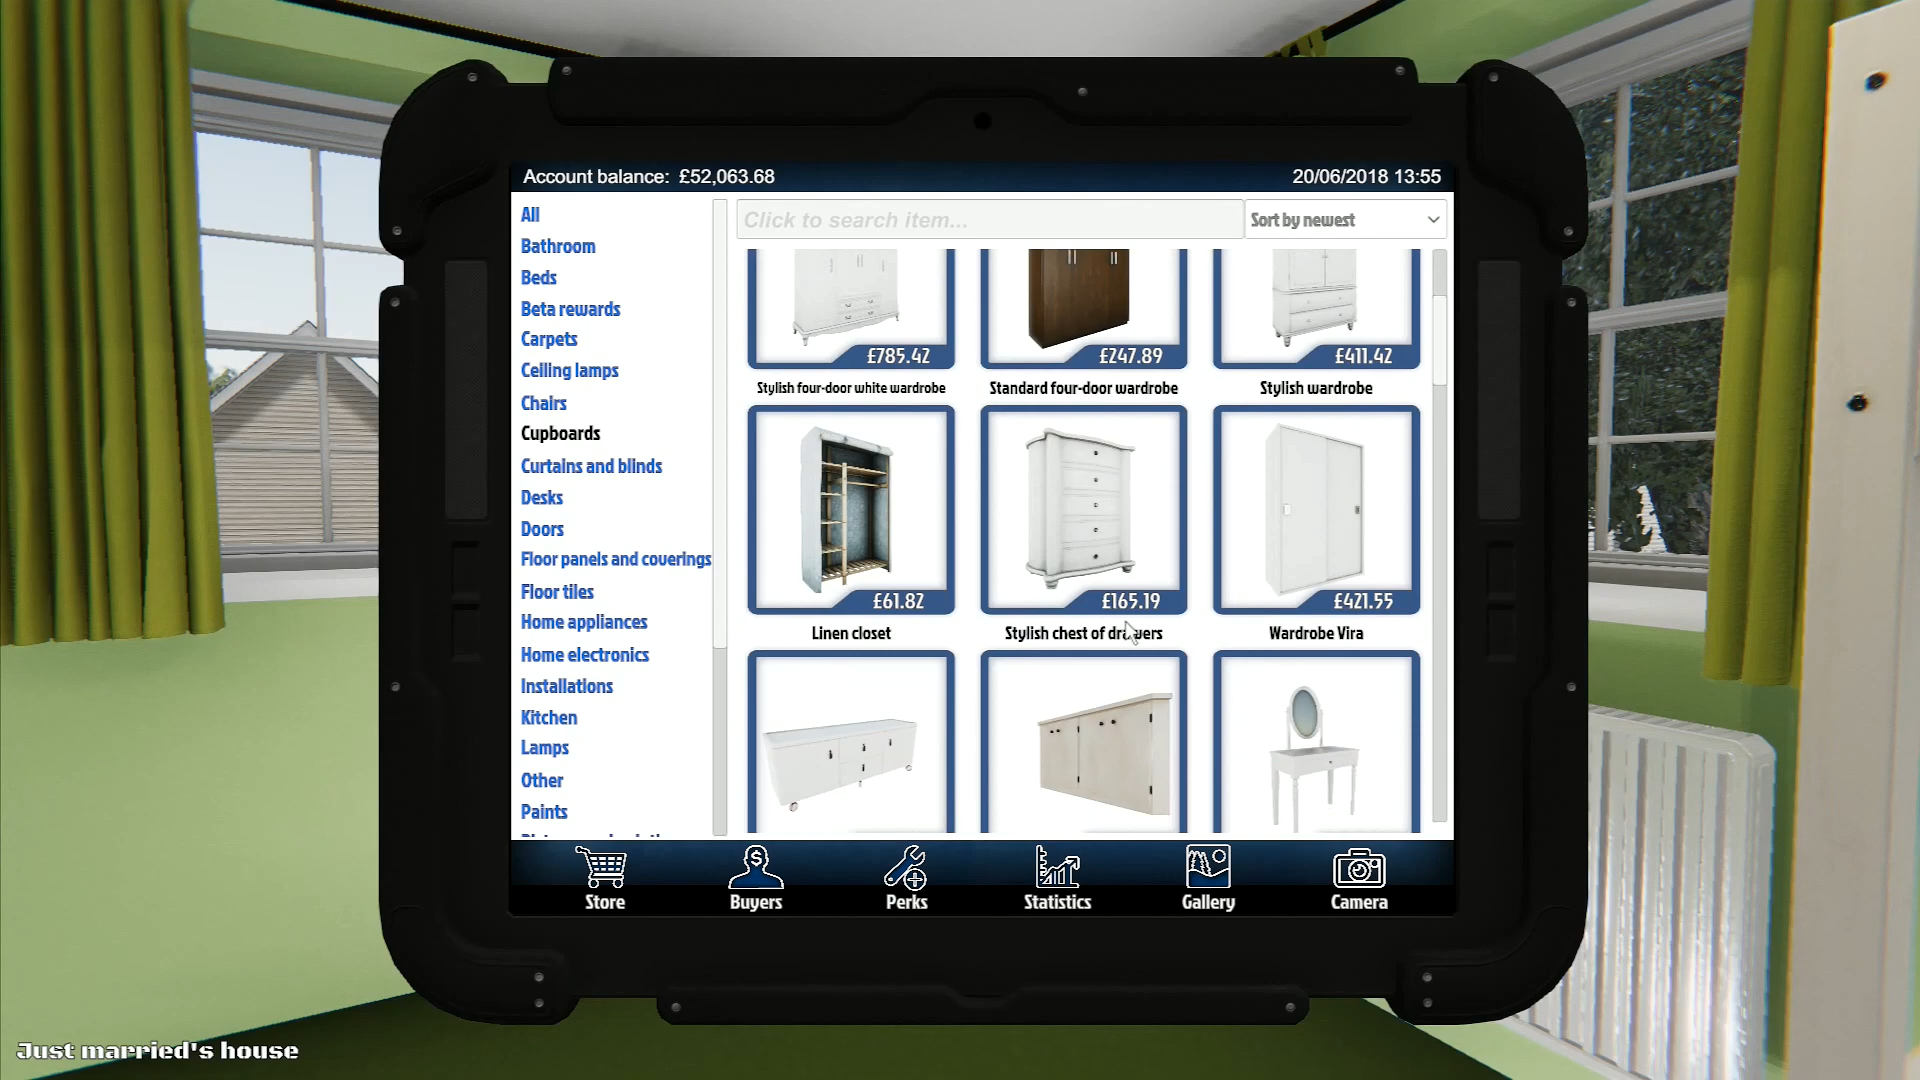 Account balance: £52,063.68
20/06/2018 13:55
All
Bathroom
Beds
Beta rewards
Carpets
Ceiling lamps
Chairs
Cupboards
Curtains and blinds
Desks
Doors
Floor panels and coverings
Floor tiles
Home appliances
Home electronics
Installations
Kitchen
Lamps
Other
Paints
Click to search item...
Sort by newest
£785.42
£247.89
£411.42
Stylish four-door white wardrobe
Standard four-door wardrobe
Stylish wardrobe
£61.82
£165.19
£421.55
Linen closet
Stylish chest of drawers
Wardrobe Vira
Store
Buyers
Perks
Statistics
Gallery
Camera
Just married's house